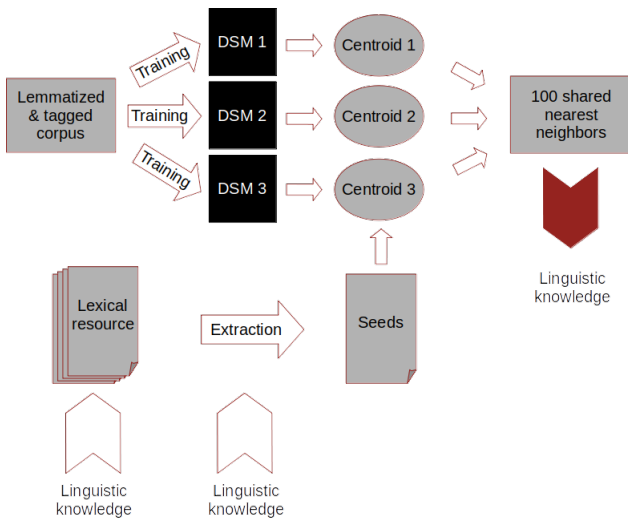 DSM 1
Centroid 1
Training
Lemmatized
& tagged
corpus
Training
DSM 2
Centroid 2
100 shared
nearest
neighbors
Training
DSM 3
Centroid 3
Linguistic
knowledge
Lexical
resource
Extraction
Seeds
Linguistic
knowledge
Linguistic
knowledge